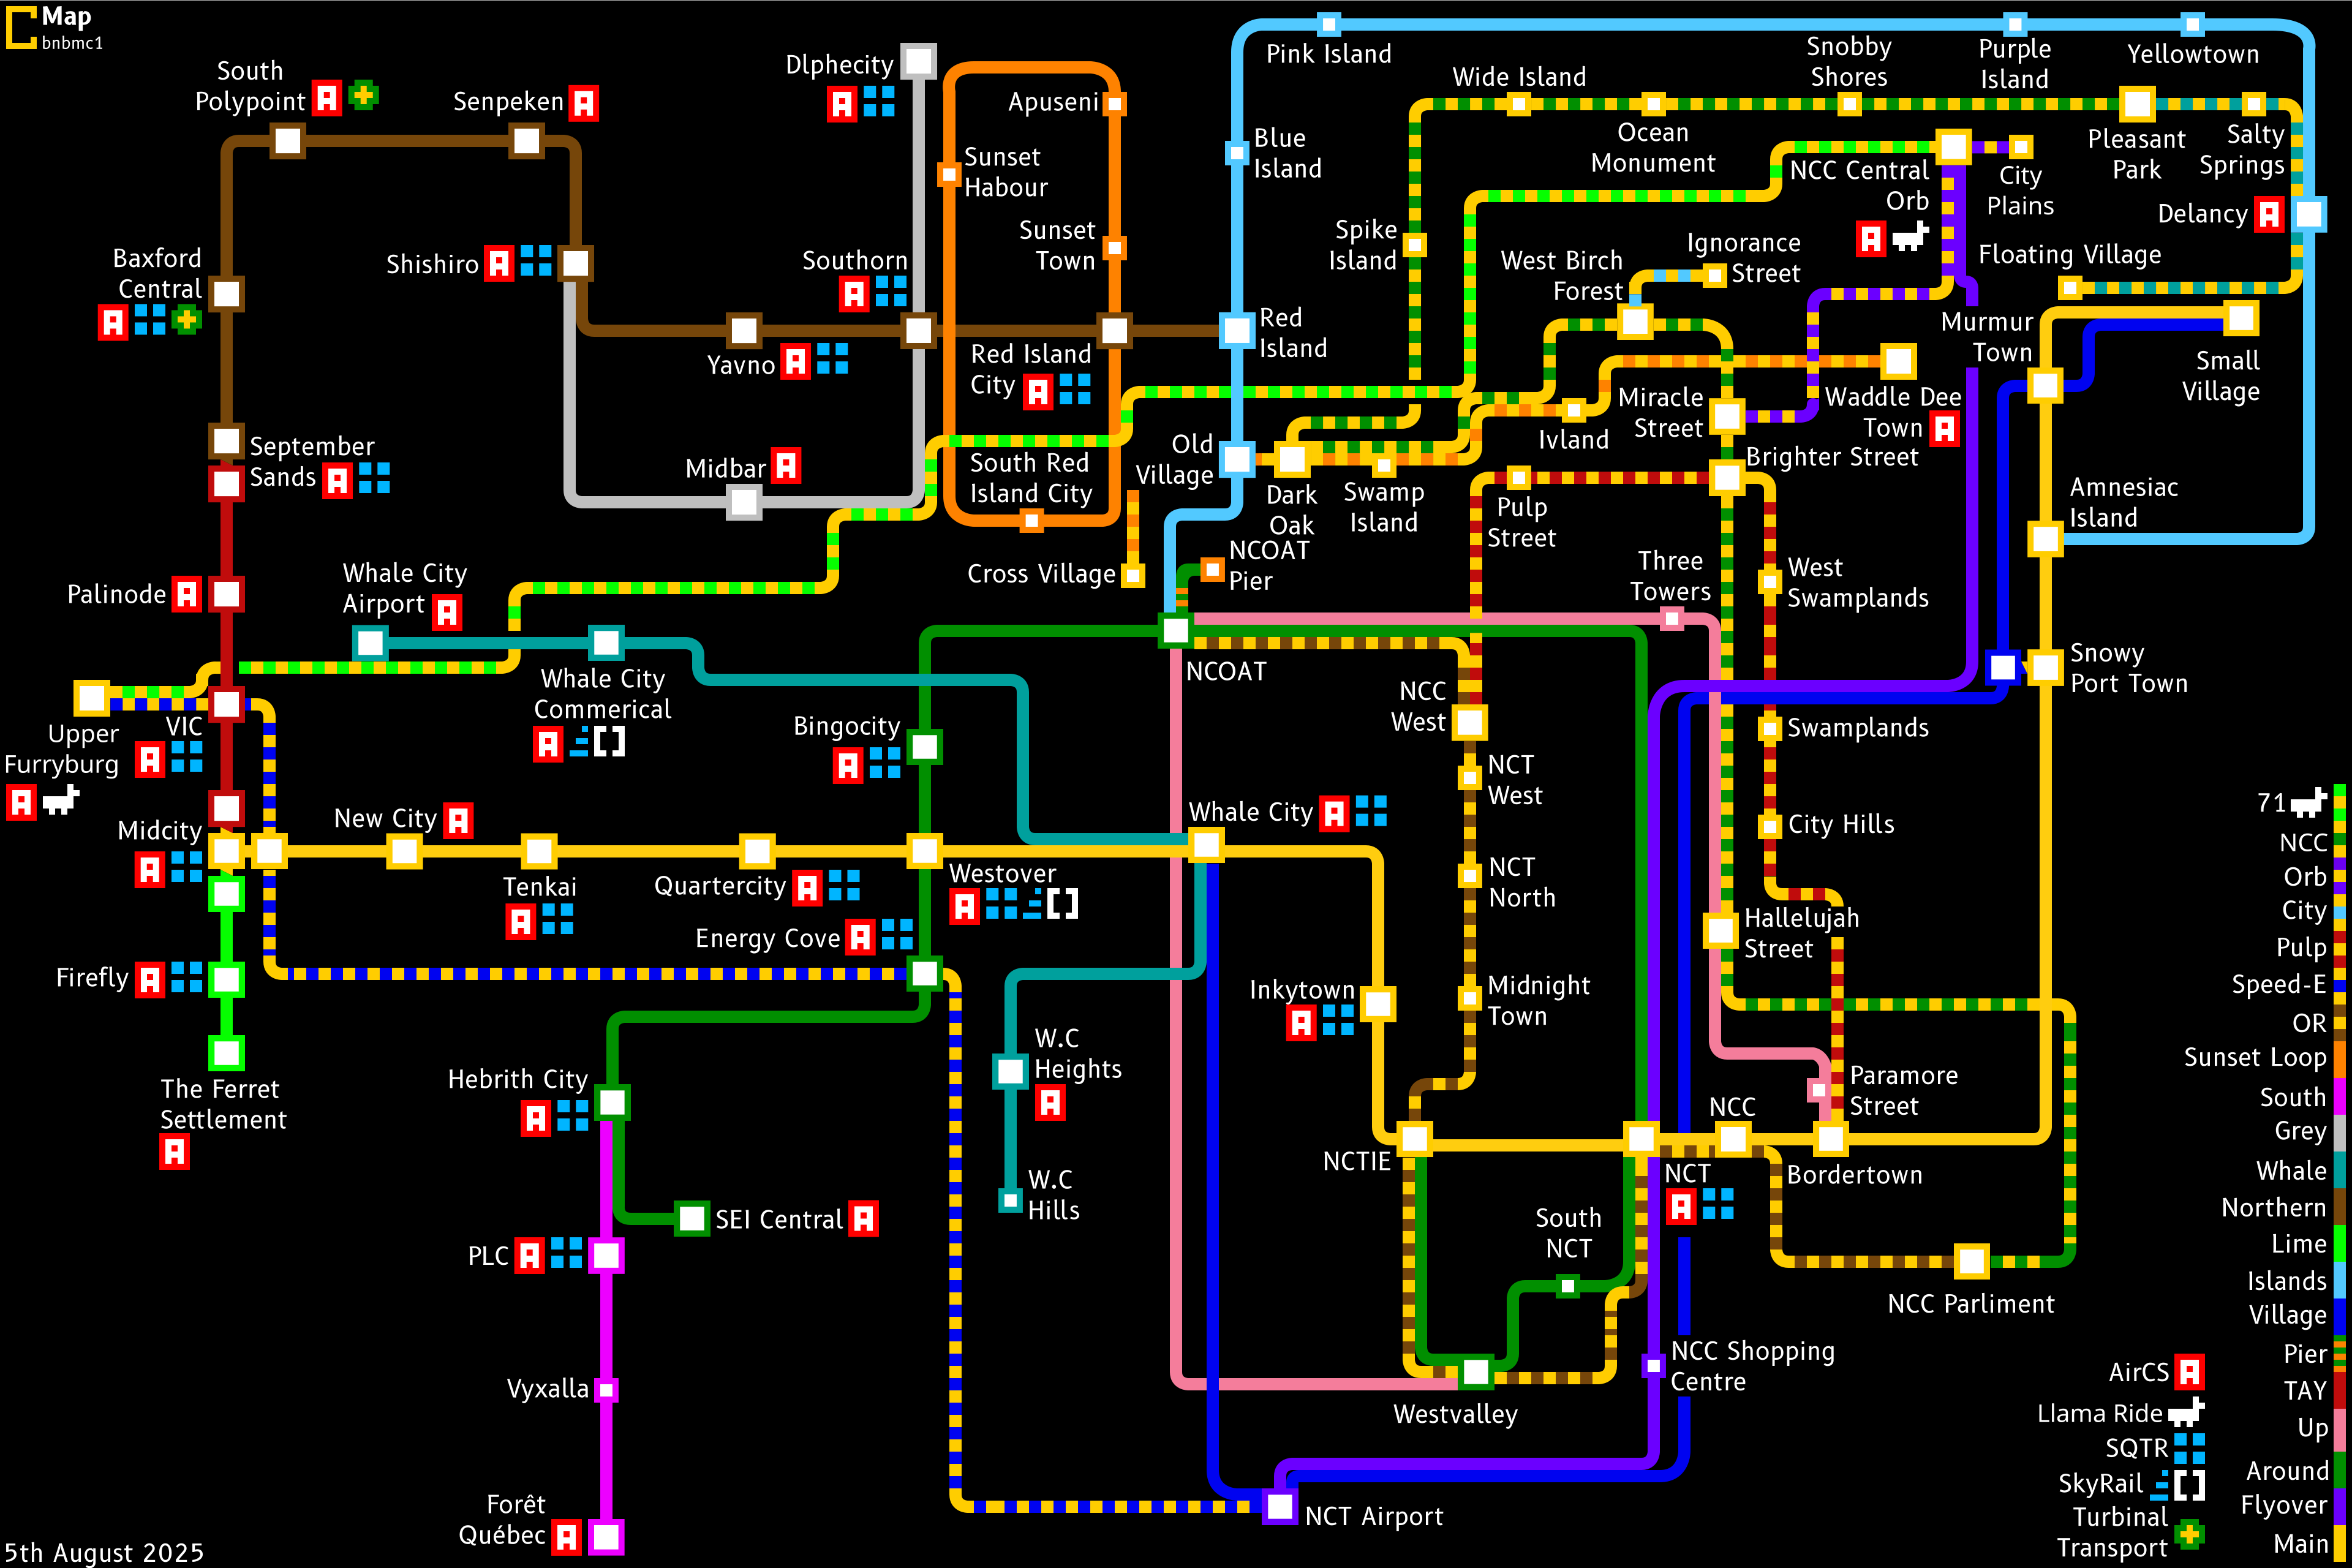 Map
bnbmc1
South
Polypoint
Senpeken
Dlphecity
Apuseni
Sunset
Habour
Sunset
Town
Pink Island
Blue
Island
Wide Island
Ocean
Monument
Snobby
Shores
Purple
Island
Yellowtown
Pleasant
Park
Salty
Springs
NCC Central
Orb
City
Plains
Delancy
Floating Village
Spike
Island
West Birch
Forest
Ignorance
Street
Baxford
Central
Shishiro
Southorn
Yavno
Red Island
City
Red
Island
Murmur
Town
Small
Village
Miracle
Street
Waddle Dee
Town
Ivland
Old
Village
Dark
Oak
Swamp
Island
Brighter Street
Pulp
Street
September
Sands
Midbar
South Red
Island City
Amnesiac
Island
Palinode
Whale City
Airport
Cross Village
NCOAT
Pier
Three
Towers
West
Swamplands
NCOAT
Snowy
Port Town
Upper
Furryburg
VIC
Whale City
Commerical
Bingocity
NCC
West
Swamplands
NCT
West
City Hills
Midcity
New City
Tenkai
Quartercity
Westover
Whale City
NCT
North
Hallelujah
Street
Energy Cove
Firefly
Inkytown
Midnight
Town
The Ferret
Settlement
Hebrith City
W.C
Heights
Paramore
Street
NCTIE
NCC
NCT
Bordertown
W.C
Hills
SEI Central
South
NCT
PLC
NCC Parliment
Vyxalla
NCC Shopping
Centre
Westvalley
Forêt
Québec
NCT Airport
5th August 2025
71
NCC
Orb
City
Pulp
Speed-E
OR
Sunset Loop
South
Grey
Whale
Northern
Lime
Islands
Village
Pier
TAY
Up
Around
Flyover
Main
AirCS
Llama Ride
SQTR
SkyRail
Turbinal
Transport